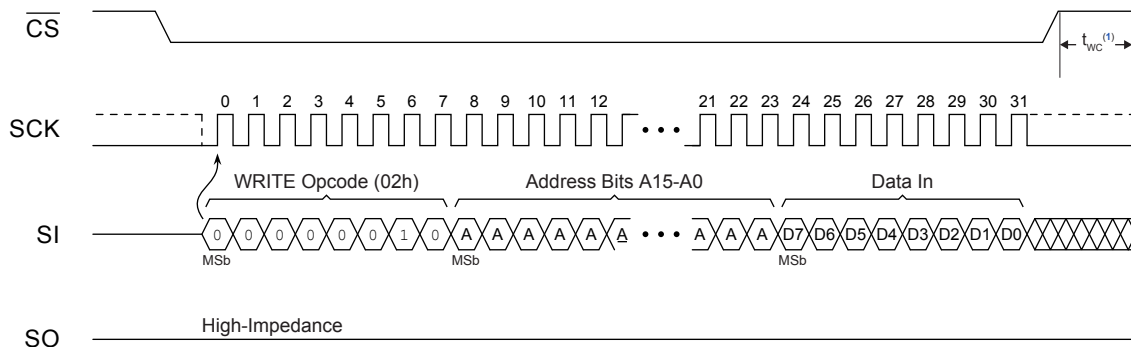 CS
t_WC(1)
0 1 2 3 4 5 6 7 8 9 10 11 12 21 22 23 24 25 26 27 28 29 30 31
SCK
WRITE Opcode (02h) Address Bits A15-A0 Data In
SI 0 0 0 0 0 0 1 0 A A A A A A A A A D7 D6 D5 D4 D3 D2 D1 D0
MSb MSb MSb
High-Impedance
SO